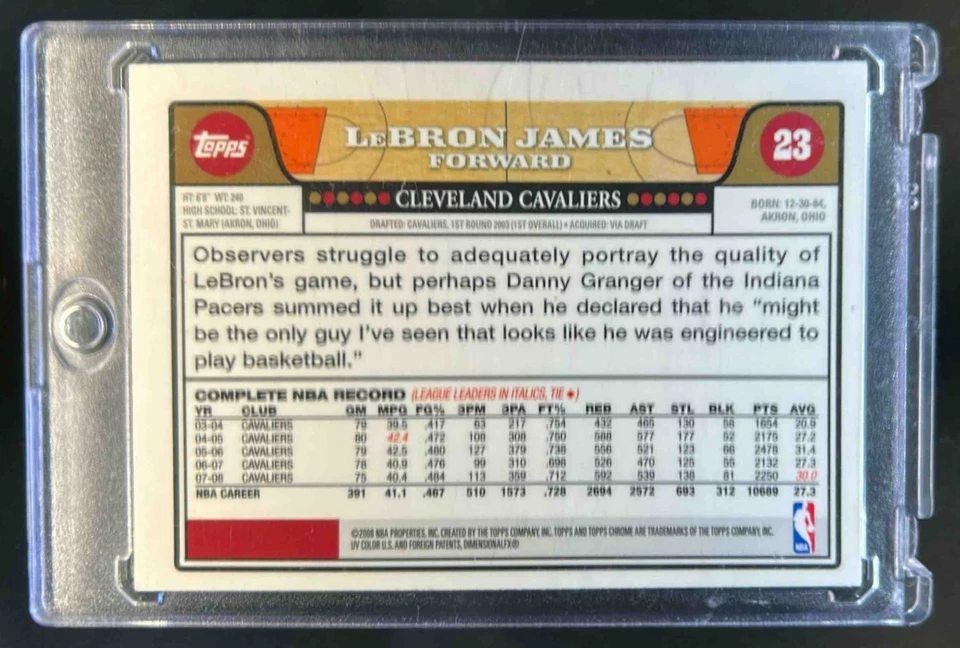 TOPPS
LEBRON JAMES
FORWARD
23
CLEVELAND CAVALIERS
HT: 6'8" WT: 240
HIGH SCHOOL: ST. VINCENT-
ST. MARY (AKRON, OHIO)
DRAFTED: CAVALIERS, 1ST ROUND 2003 (1ST OVERALL) • ACQUIRED: VIA DRAFT
BORN: 12-30-84,
AKRON, OHIO
Observers struggle to adequately portray the quality of
LeBron's game, but perhaps Danny Granger of the Indiana
Pacers summed it up best when he declared that he "might
be the only guy I've seen that looks like he was engineered to
play basketball."
COMPLETE NBA RECORD (LEAGUE LEADERS IN ITALICS, TIE ♦)
YR CLUB GM MPG FG% 3PM 3PA FT% REB AST STL BLK PTS AVG
03-04 CAVALIERS 79 39.5 .417 63 217 .754 432 465 130 58 1654 20.9
04-05 CAVALIERS 80 42.4 .472 108 308 .750 588 577 177 52 2175 27.2
05-06 CAVALIERS 79 42.5 .480 127 379 .738 556 521 123 66 2478 31.4
06-07 CAVALIERS 78 40.9 .476 99 310 .698 526 470 125 55 2132 27.3
07-08 CAVALIERS 75 40.4 .484 113 359 .712 592 539 138 81 2250 30.0
NBA CAREER 391 41.1 .467 510 1573 .728 2694 2572 693 312 10689 27.3
©2008 NBA PROPERTIES, INC. CREATED BY THE TOPPS COMPANY, INC. TOPPS AND TOPPS CHROME ARE TRADEMARKS OF THE TOPPS COMPANY, INC.
UV COLOR U.S. AND FOREIGN PATENTS, DIMENSIONALFX®
NBA